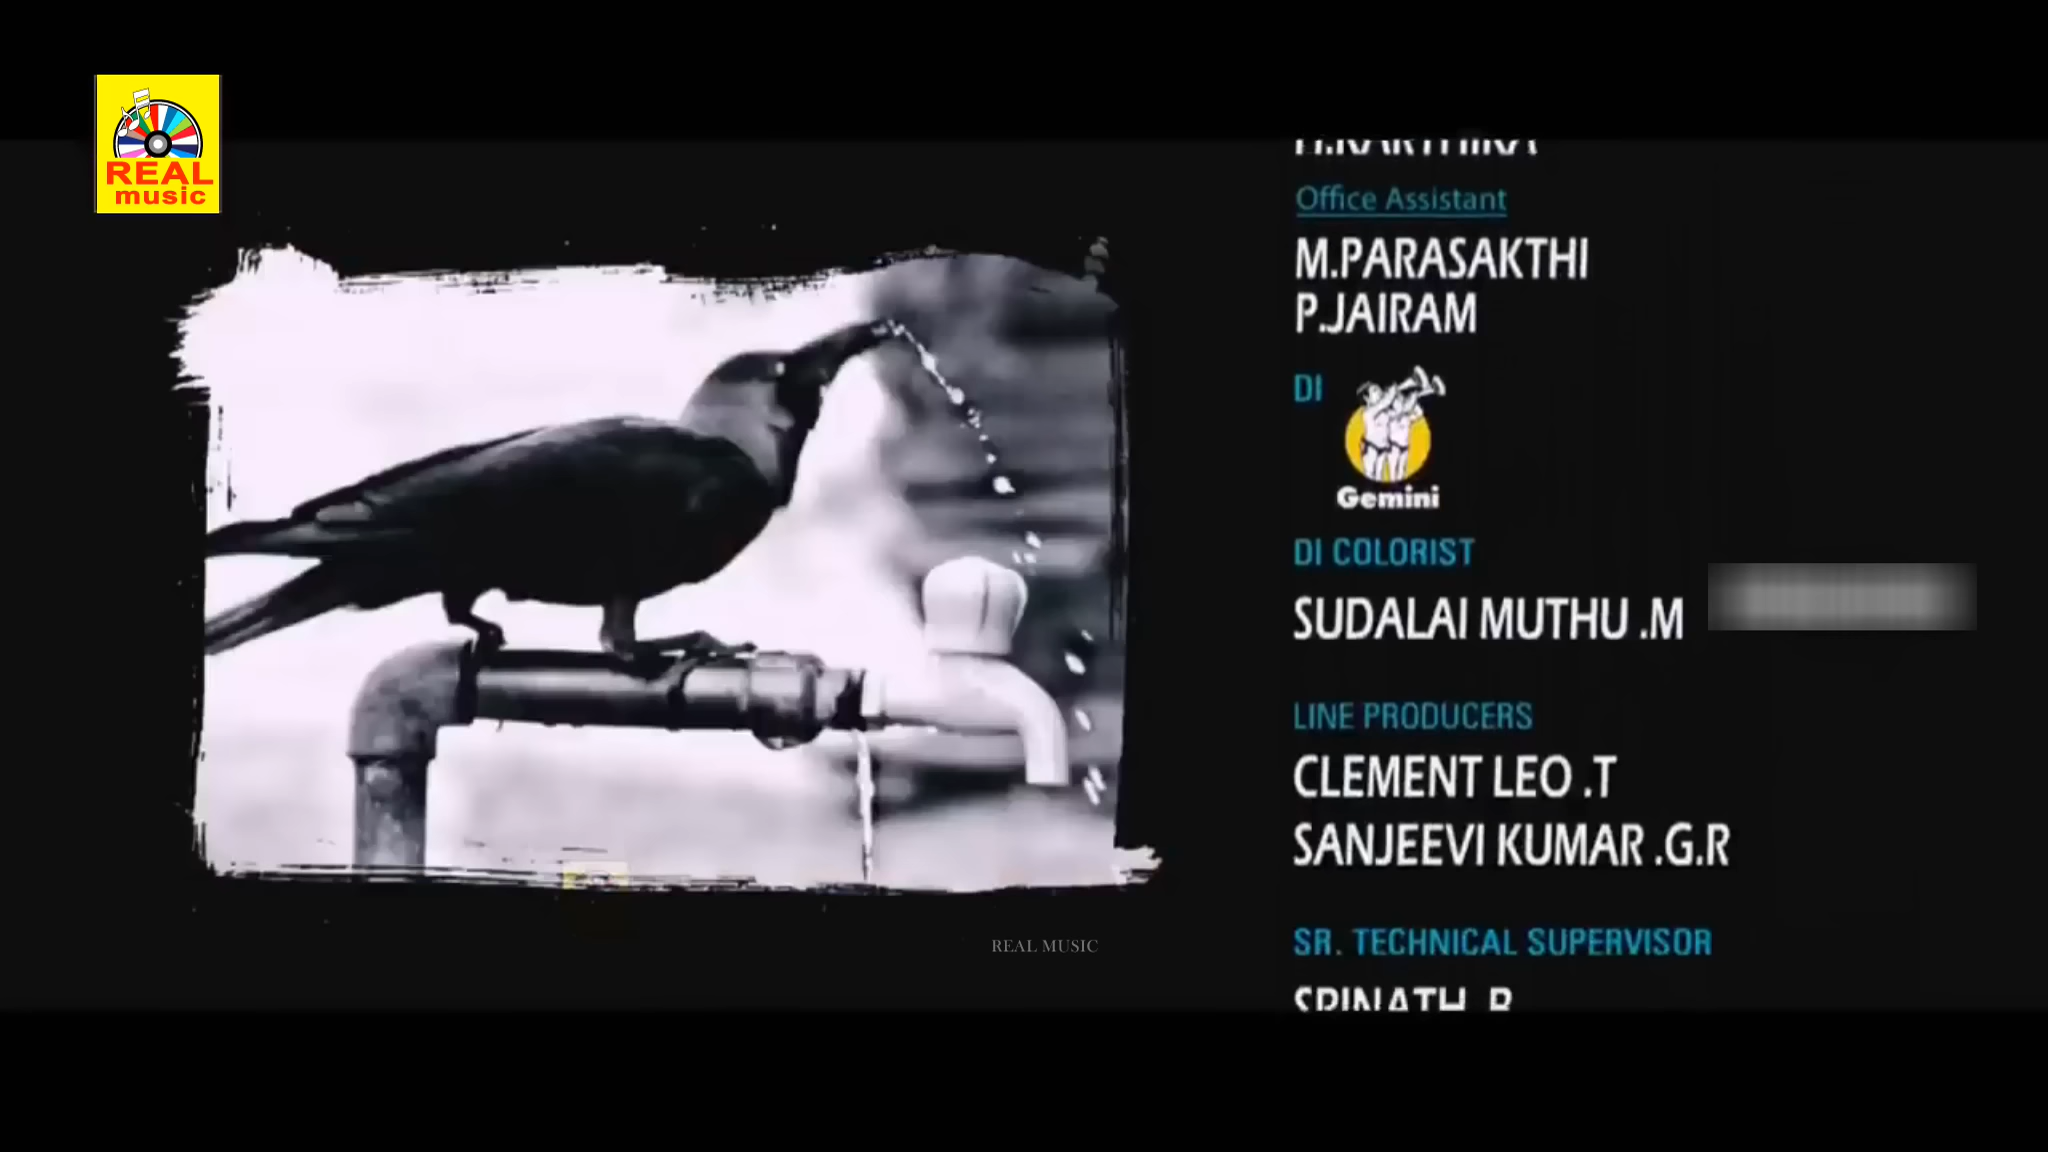 REAL
music
Office Assistant
M.PARASAKTHI
P.JAIRAM
DI
Gemini
DI COLORIST
SUDALAI MUTHU .M
LINE PRODUCERS
CLEMENT LEO .T
SANJEEVI KUMAR .G.R
SR. TECHNICAL SUPERVISOR
REAL MUSIC